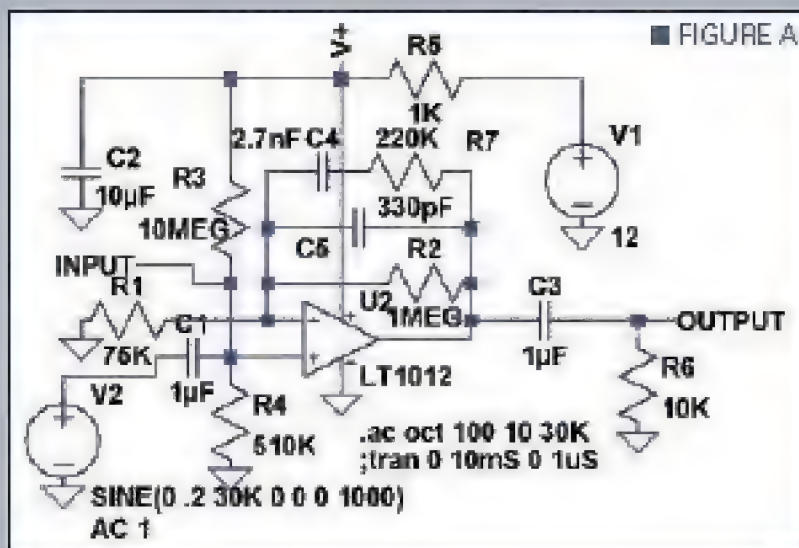 FIGURE A
V+
R5
1K
V1
12
2.7nF
C4
220K
R7
C2
10µF
R3
10MEG
330pF
C5
R2
1MEG
INPUT
R1
75K
C1
1µF
U2
LT1012
C3
1µF
OUTPUT
R6
10K
V2
R4
510K
.ac oct 100 10 30K
;tran 0 10mS 0 1uS
SINE(0 .2 30K 0 0 0 1000)
AC 1